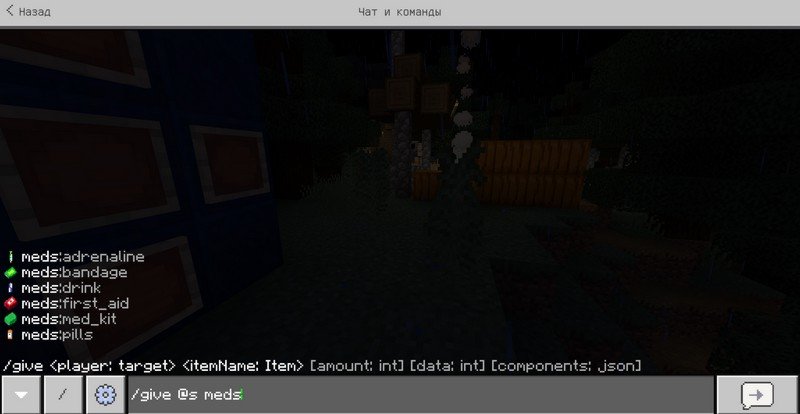 Назад
Чат и команды
meds:adrenaline
meds:bandage
meds:drink
meds:first_aid
meds:med_kit
meds:pills
/give <player: target> <itemName: Item> [amount: int] [data: int] [components: json]
/
/give @s meds